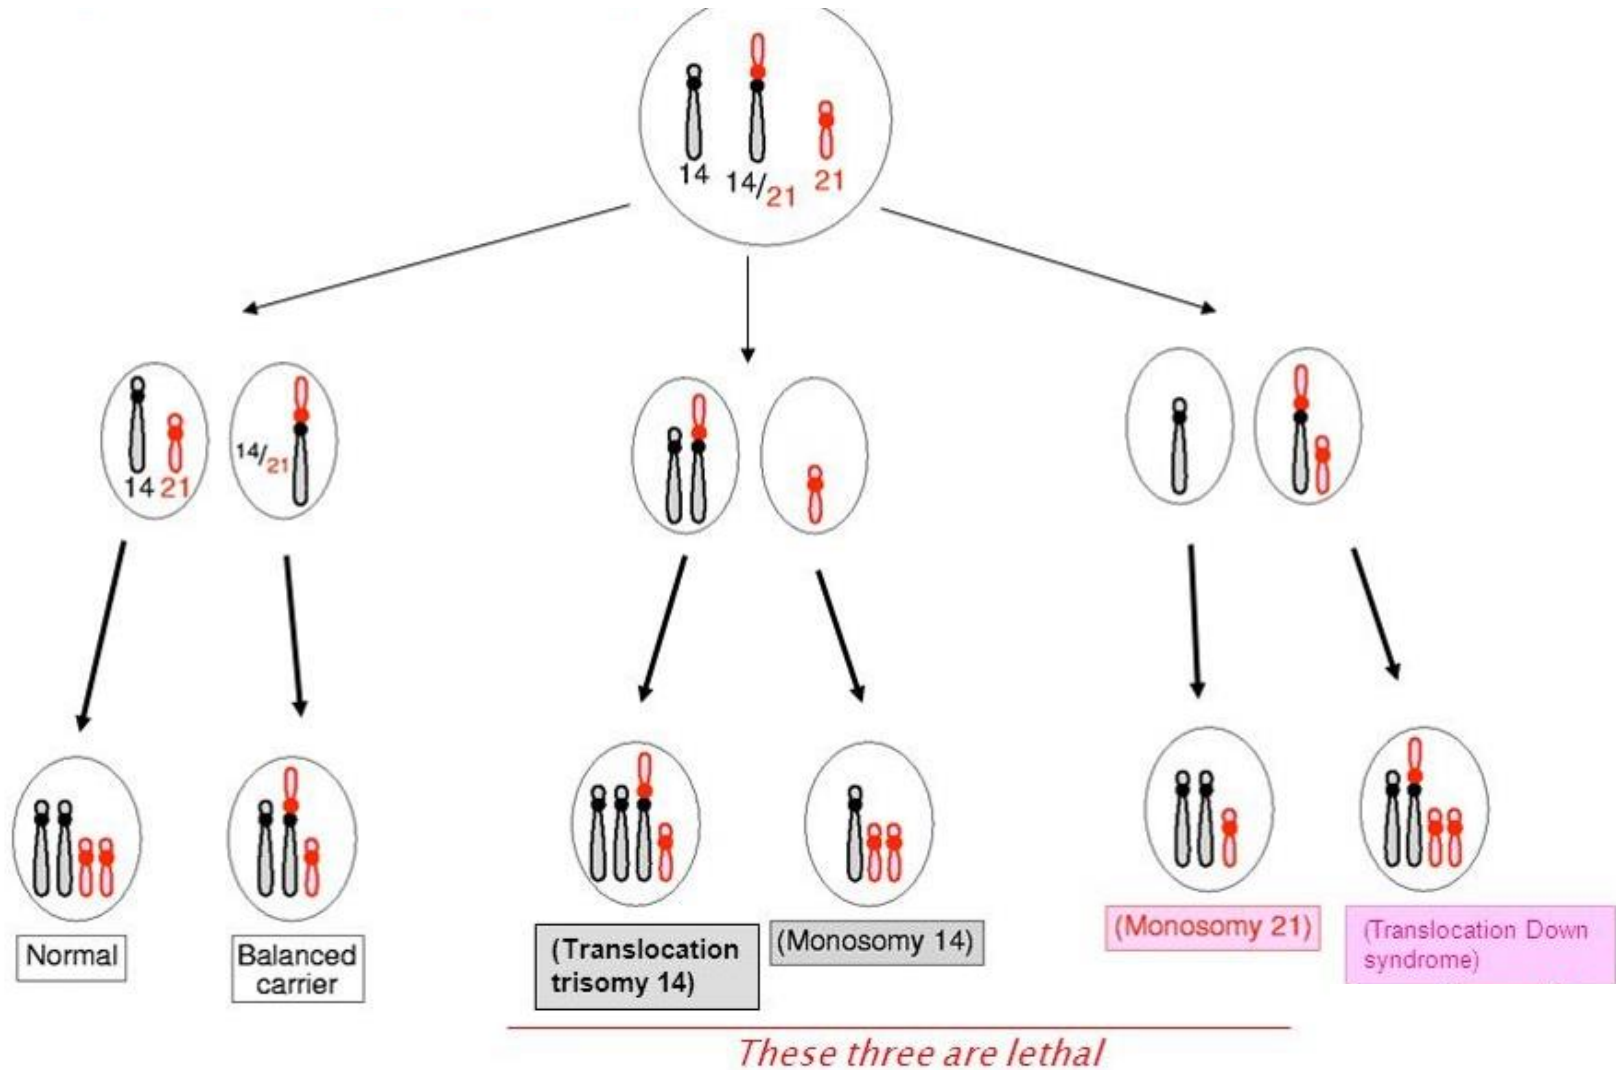 14
14/21
21
14/21
14 21
Normal
Balanced
carrier
(Translocation
trisomy 14)
(Monosomy 14)
(Monosomy 21)
(Translocation Down
syndrome)
These three are lethal